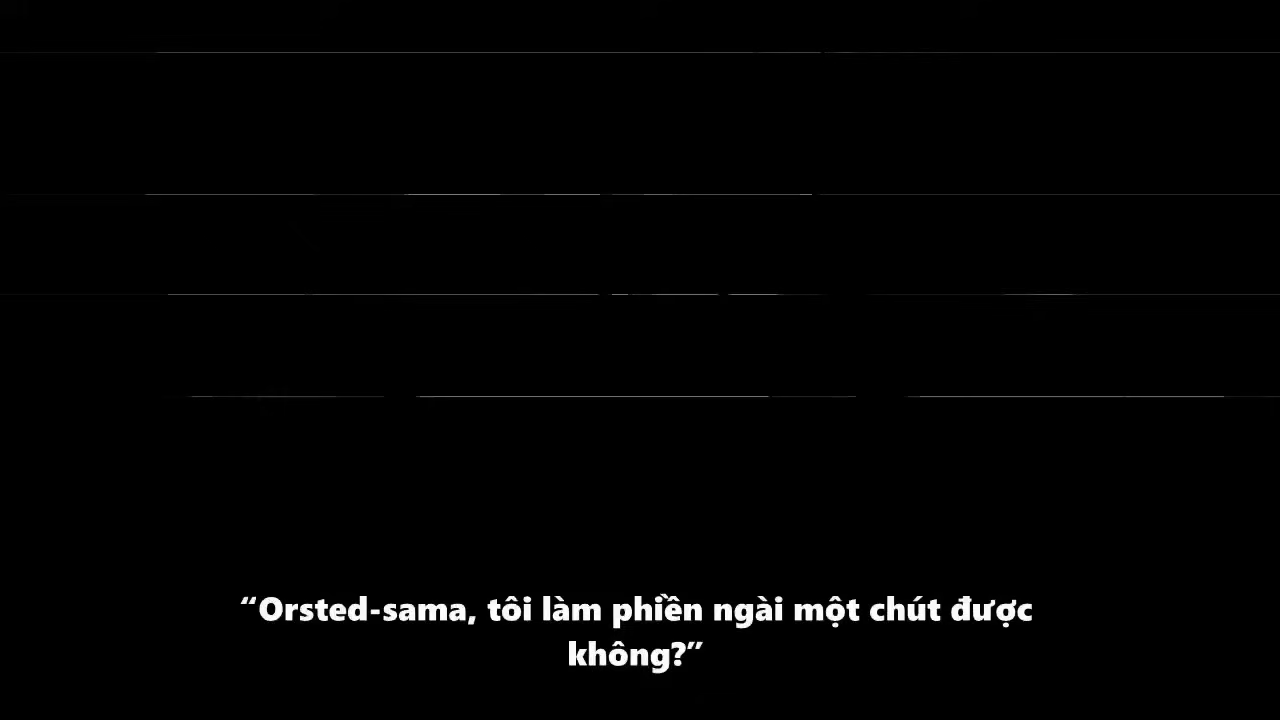 “Orsted-sama, tôi làm phiền ngài một chút được
không?”